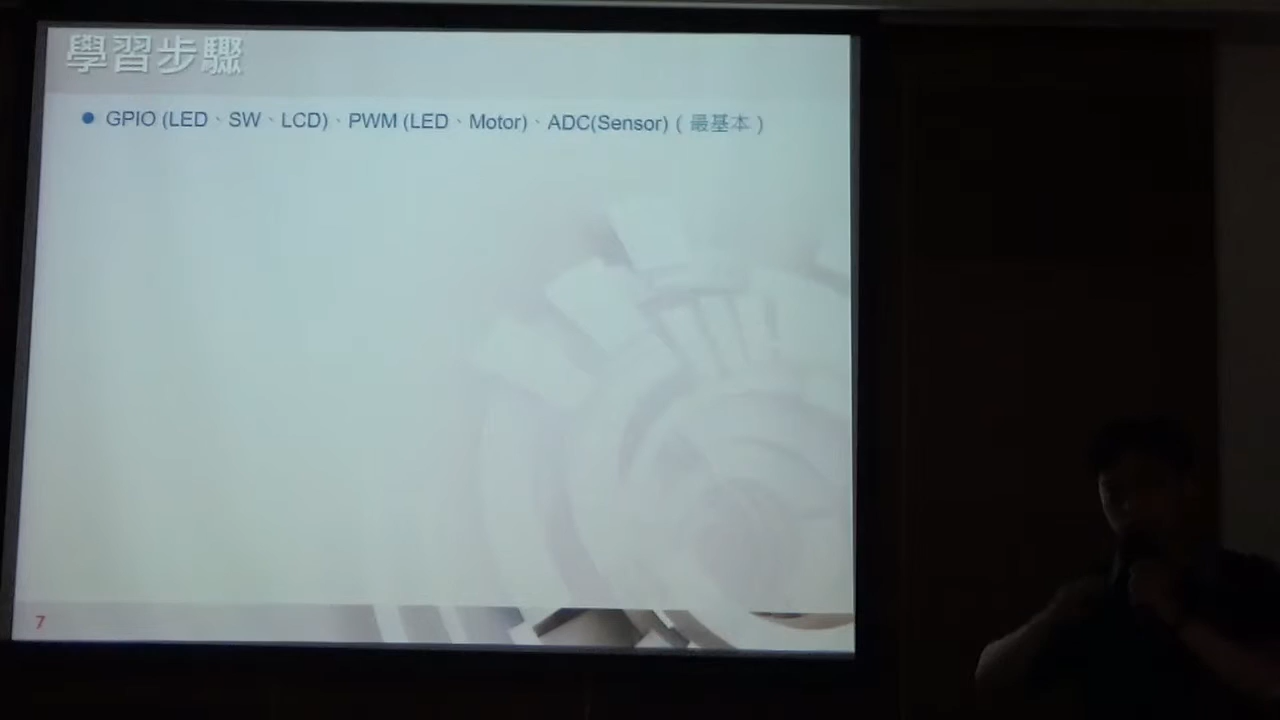 學習步驟
GPIO (LED、SW、LCD)、PWM (LED、Motor)、ADC(Sensor) ( 最基本 )
7